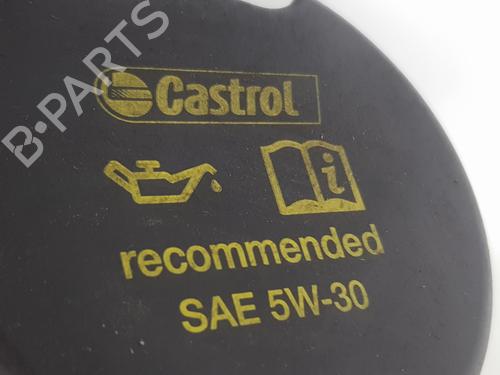 B-PARTS
Castrol
i
recommended
SAE 5W-30